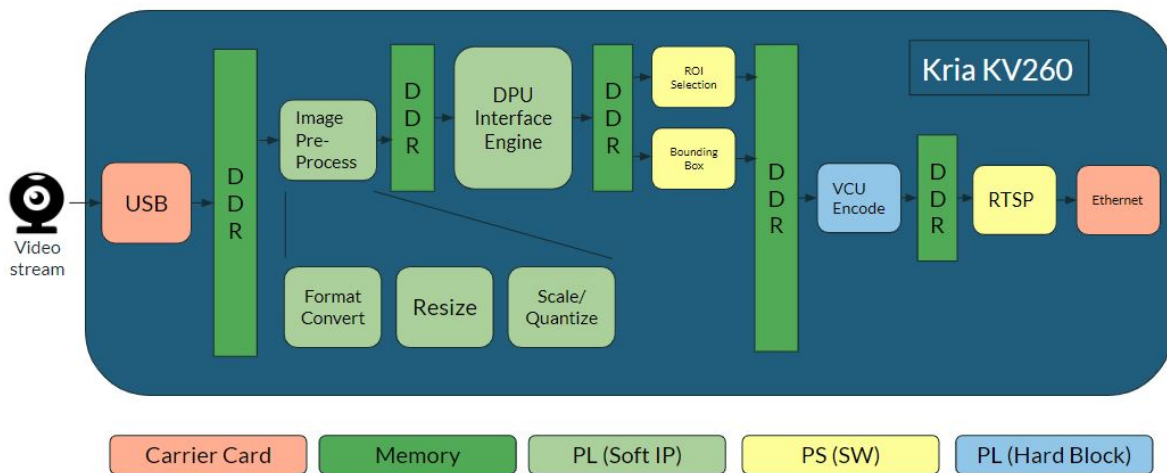 Kria KV260
Video
stream
USB
D
D
R
Image
Pre-
Process
D
D
R
DPU
Interface
Engine
D
D
R
ROI
Selection
Bounding
Box
D
D
R
VCU
Encode
D
D
R
RTSP
Ethernet
Format
Convert
Resize
Scale/
Quantize
Carrier Card
Memory
PL (Soft IP)
PS (SW)
PL (Hard Block)